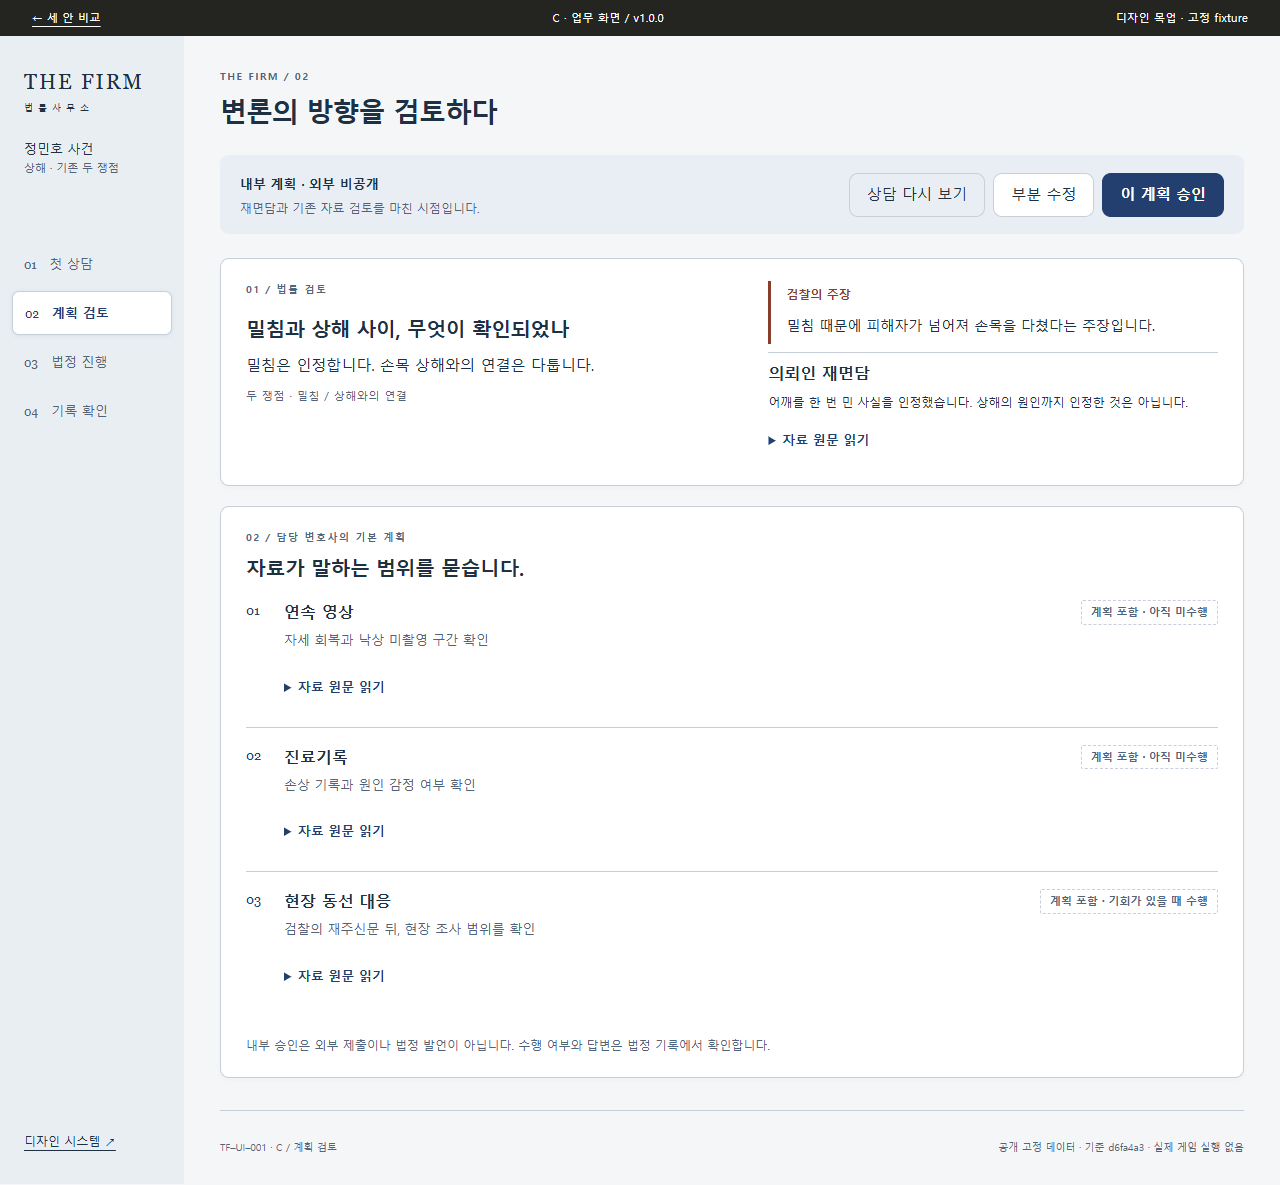 ← 세 안 비교
C · 업무 화면 / v1.0.0
디자인 목업 · 고정 fixture
THE FIRM
법률사무소
정민호 사건
상해 · 기존 두 쟁점
01 첫 상담
02 계획 검토
03 법정 진행
04 기록 확인
디자인 시스템 ↗
THE FIRM / 02
변론의 방향을 검토하다
내부 계획 · 외부 비공개
재면담과 기존 자료 검토를 마친 시점입니다.
상담 다시 보기
부분 수정
이 계획 승인
01 / 법률 검토
밀침과 상해 사이, 무엇이 확인되었나
밀침은 인정합니다. 손목 상해와의 연결은 다툽니다.
두 쟁점 · 밀침 / 상해와의 연결
검찰의 주장
밀침 때문에 피해자가 넘어져 손목을 다쳤다는 주장입니다.
의뢰인 재면담
어깨를 한 번 민 사실을 인정했습니다. 상해의 원인까지 인정한 것은 아닙니다.
▶ 자료 원문 읽기
02 / 담당 변호사의 기본 계획
자료가 말하는 범위를 묻습니다.
01 연속 영상
계획 포함 · 아직 미수행
자세 회복과 낙상 미촬영 구간 확인
▶ 자료 원문 읽기
02 진료기록
계획 포함 · 아직 미수행
손상 기록과 원인 감정 여부 확인
▶ 자료 원문 읽기
03 현장 동선 대응
계획 포함 · 기회가 있을 때 수행
검찰의 재주신문 뒤, 현장 조사 범위를 확인
▶ 자료 원문 읽기
내부 승인은 외부 제출이나 법정 발언이 아닙니다. 수행 여부와 답변은 법정 기록에서 확인합니다.
TF-UI-001 · C / 계획 검토
공개 고정 데이터 · 기준 d6fa4a3 · 실제 게임 실행 없음